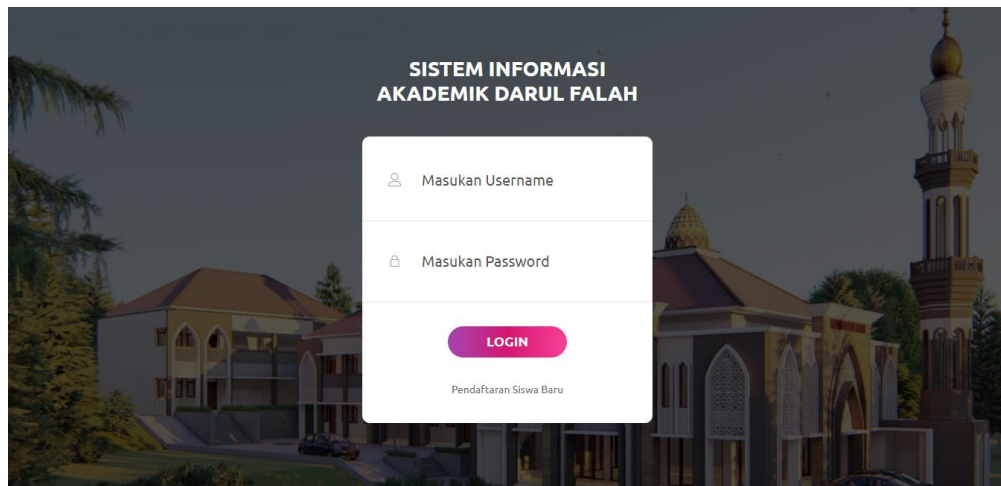 SISTEM INFORMASI
AKADEMIK DARUL FALAH
Masukan Username
Masukan Password
LOGIN
Pendaftaran Siswa Baru